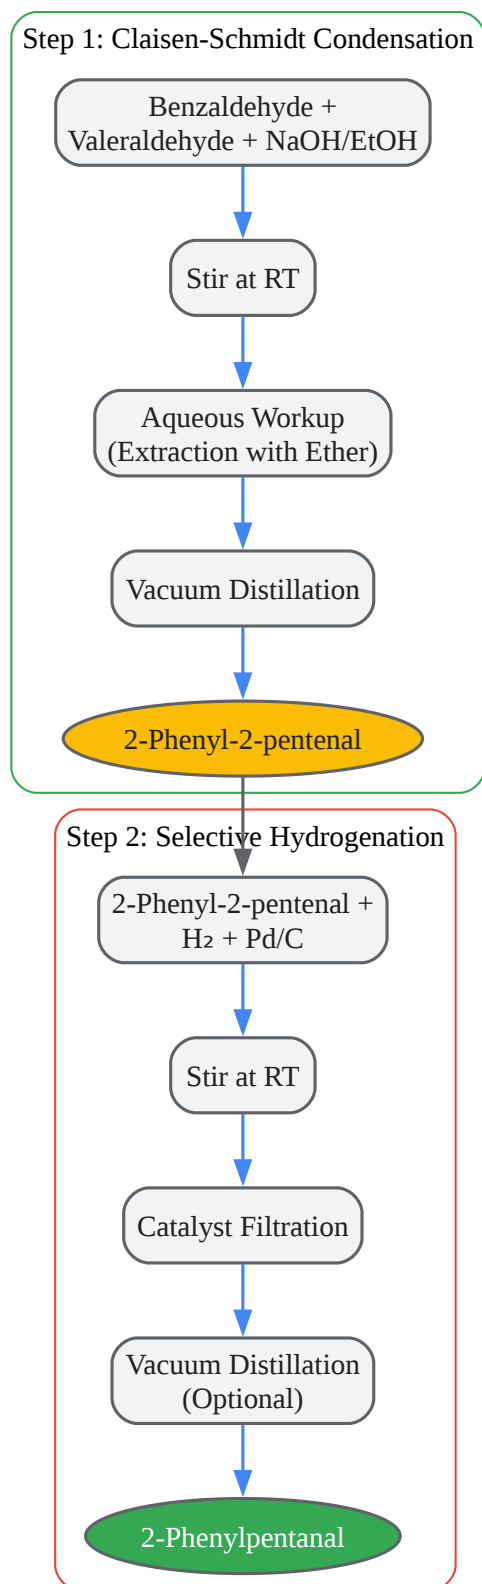 Step 1: Claisen-Schmidt Condensation
Benzaldehyde +
Valeraldehyde + NaOH/EtOH
Stir at RT
Aqueous Workup
(Extraction with Ether)
Vacuum Distillation
2-Phenyl-2-pentenal
Step 2: Selective Hydrogenation
2-Phenyl-2-pentenal +
H₂ + Pd/C
Stir at RT
Catalyst Filtration
Vacuum Distillation
(Optional)
2-Phenylpentanal